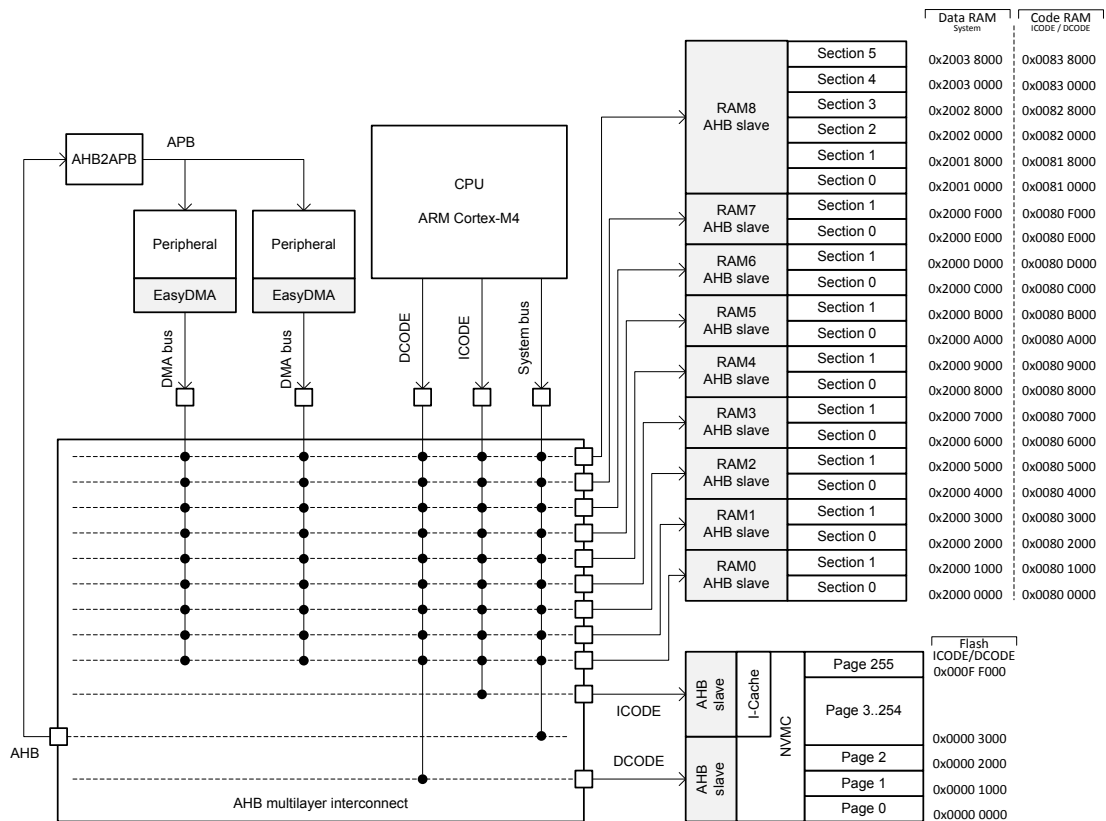 Data RAM
System
Code RAM
ICODE / DCODE
Section 5
0x2003 8000
0x0083 8000
Section 4
0x2003 0000
0x0083 0000
RAM8
AHB slave
Section 3
0x2002 8000
0x0082 8000
Section 2
0x2002 0000
0x0082 0000
Section 1
0x2001 8000
0x0081 8000
Section 0
0x2001 0000
0x0081 0000
RAM7
AHB slave
Section 1
0x2000 F000
0x0080 F000
Section 0
0x2000 E000
0x0080 E000
RAM6
AHB slave
Section 1
0x2000 D000
0x0080 D000
Section 0
0x2000 C000
0x0080 C000
RAM5
AHB slave
Section 1
0x2000 B000
0x0080 B000
Section 0
0x2000 A000
0x0080 A000
RAM4
AHB slave
Section 1
0x2000 9000
0x0080 9000
Section 0
0x2000 8000
0x0080 8000
RAM3
AHB slave
Section 1
0x2000 7000
0x0080 7000
Section 0
0x2000 6000
0x0080 6000
RAM2
AHB slave
Section 1
0x2000 5000
0x0080 5000
Section 0
0x2000 4000
0x0080 4000
RAM1
AHB slave
Section 1
0x2000 3000
0x0080 3000
Section 0
0x2000 2000
0x0080 2000
RAM0
AHB slave
Section 1
0x2000 1000
0x0080 1000
Section 0
0x2000 0000
0x0080 0000
AHB2APB
APB
CPU
ARM Cortex-M4
Peripheral
Peripheral
EasyDMA
EasyDMA
DMA bus
DMA bus
DCODE
ICODE
System bus
Flash
ICODE/DCODE
Page 255
0x000F F000
AHB
slave
I-Cache
NVMC
Page 3..254
ICODE
0x0000 3000
AHB
DCODE
AHB
slave
Page 2
0x0000 2000
Page 1
0x0000 1000
Page 0
0x0000 0000
AHB multilayer interconnect